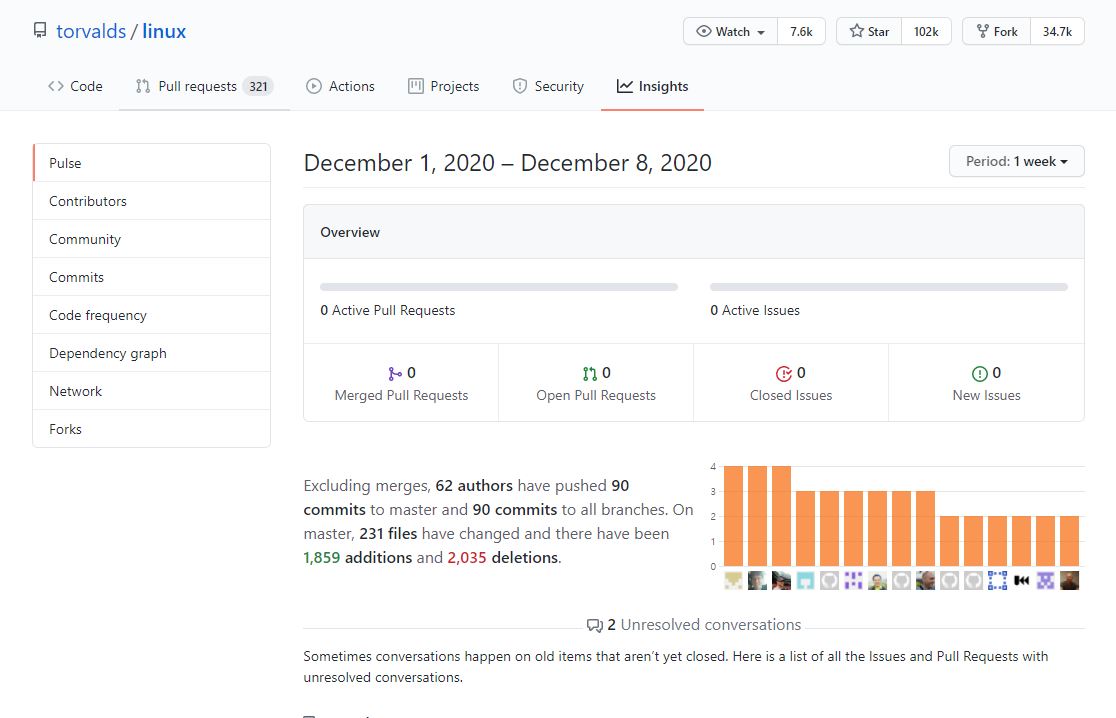 torvalds / linux
Watch 7.6k Star 102k Fork 34.7k
Code Pull requests 321 Actions Projects Security Insights
Pulse
Contributors
Community
Commits
Code frequency
Dependency graph
Network
Forks
December 1, 2020 – December 8, 2020
Period: 1 week
Overview
0 Active Pull Requests
0 Active Issues
0
Merged Pull Requests
0
Open Pull Requests
0
Closed Issues
0
New Issues
Excluding merges, 62 authors have pushed 90
commits to master and 90 commits to all branches. On
master, 231 files have changed and there have been
1,859 additions and 2,035 deletions.
4
3
2
1
0
2 Unresolved conversations
Sometimes conversations happen on old items that aren’t yet closed. Here is a list of all the Issues and Pull Requests with
unresolved conversations.